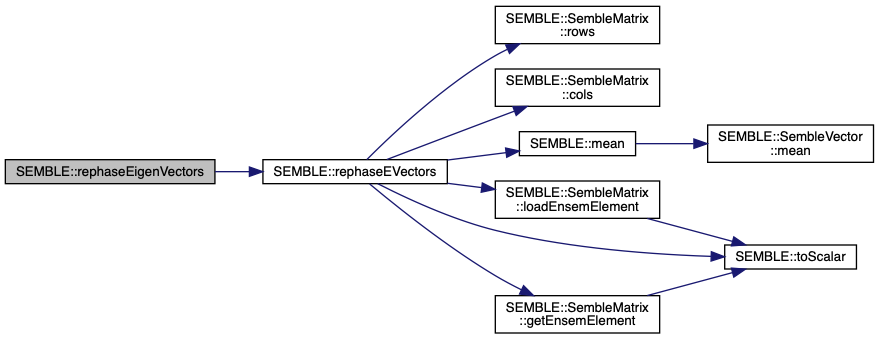 SEMBLE::rephaseEigenVectors
SEMBLE::rephaseEVectors
SEMBLE::SembleMatrix
::rows
SEMBLE::SembleMatrix
::cols
SEMBLE::mean
SEMBLE::SembleVector
::mean
SEMBLE::SembleMatrix
::loadEnsemElement
SEMBLE::toScalar
SEMBLE::SembleMatrix
::getEnsemElement